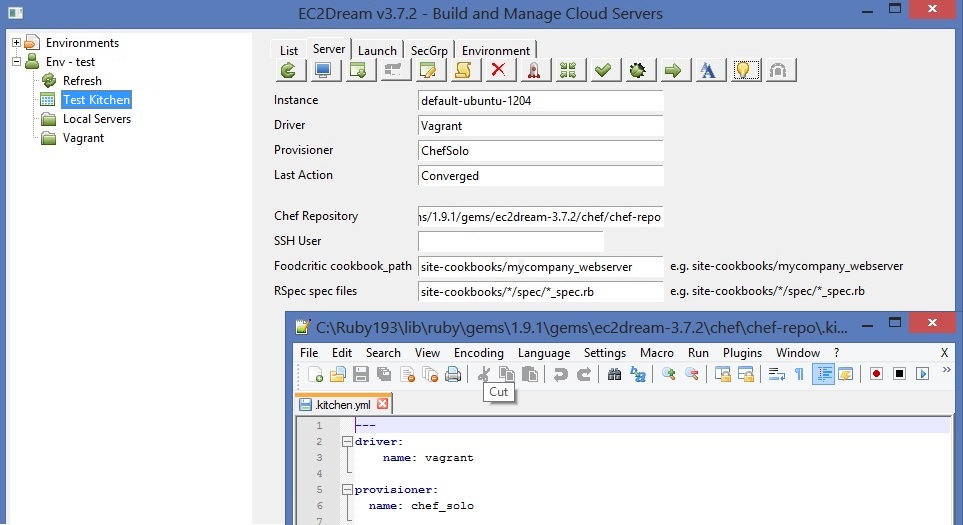 EC2Dream v3.7.2 - Build and Manage Cloud Servers
Environments
Env - test
Refresh
Test Kitchen
Local Servers
Vagrant
List Server Launch SecGrp Environment
Instance default-ubuntu-1204
Driver Vagrant
Provisioner ChefSolo
Last Action Converged
Chef Repository ns/1.9.1/gems/ec2dream-3.7.2/chef/chef-repo
SSH User
Foodcritic cookbook_path site-cookbooks/mycompany_webserver e.g. site-cookbooks/mycompany_webserver
RSpec spec files site-cookbooks/*/spec/*_spec.rb e.g. site-cookbooks/*/spec/*_spec.rb
C:\Ruby193\lib\ruby\gems\1.9.1\gems\ec2dream-3.7.2\chef\chef-repo\.ki...
File Edit Search View Encoding Language Settings Macro Run Plugins Window ? X
Cut
.kitchen.yml
1 ---
2 driver:
3 name: vagrant
4
5 provisioner:
6 name: chef_solo
7